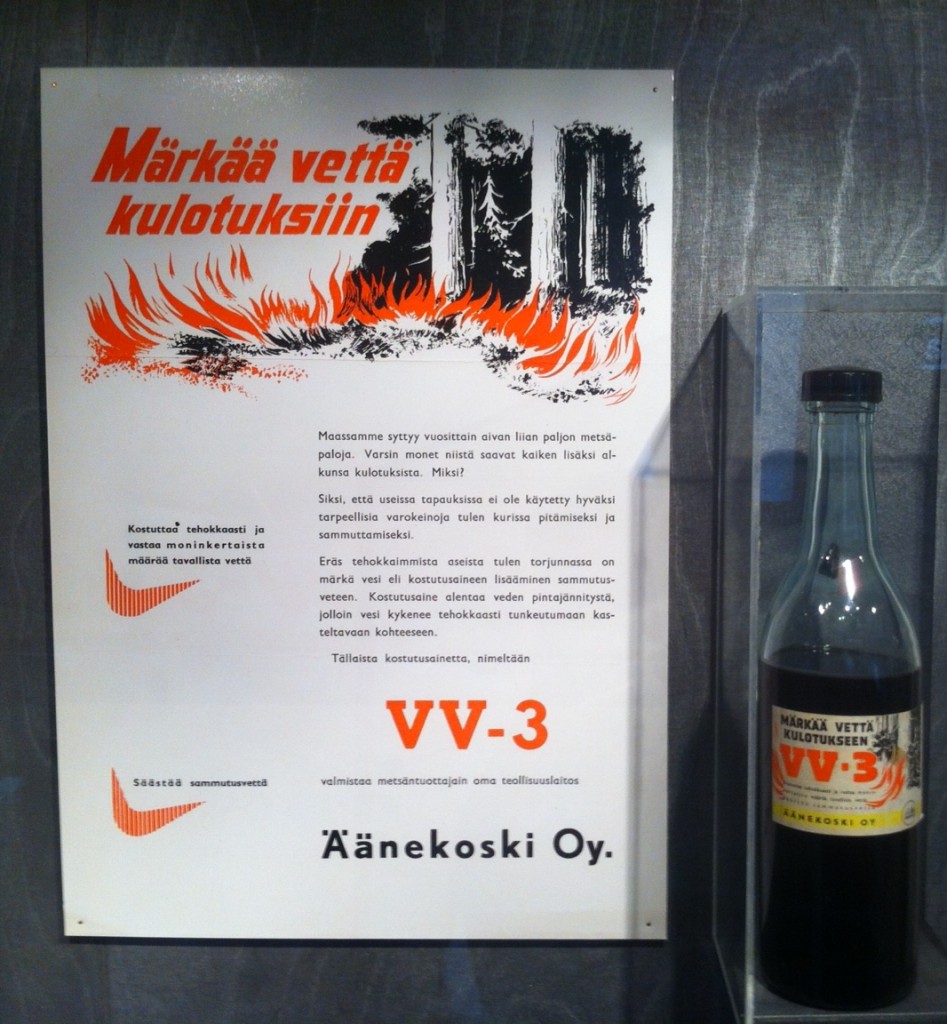 Märkää vettä
kulotuksiin
Maassamme syttyy vuosittain aivan liian paljon metsä-
paloja. Varsin monet niistä saavat kaiken lisäksi al-
kunsa kulotuksista. Miksi?
Siksi, että useissa tapauksissa ei ole käytetty hyväksi
tarpeellisia varokeinoja tulen kurissa pitämiseksi ja
sammuttamiseksi.
Eräs tehokkaimmista aseista tulen torjunnassa on
märkä vesi eli kostutusaineen lisääminen sammutus-
veteen. Kostutusaine alentaa veden pintajännitystä,
jolloin vesi kykenee tehokkaasti tunkeutumaan kas-
teltavaan kohteeseen.
Tällaista kostutusainetta, nimeltään
VV-3
valmistaa metsäntuottajain oma teollisuuslaitos
Äänekoski Oy.
Kostuttaa tehokkaasti ja
vastaa moninkertaista
määrää tavallista vettä
Säästää sammutusvettä
MÄRKÄÄ VETTÄ
KULOTUKSEEN
VV-3
ÄÄNEKOSKI OY